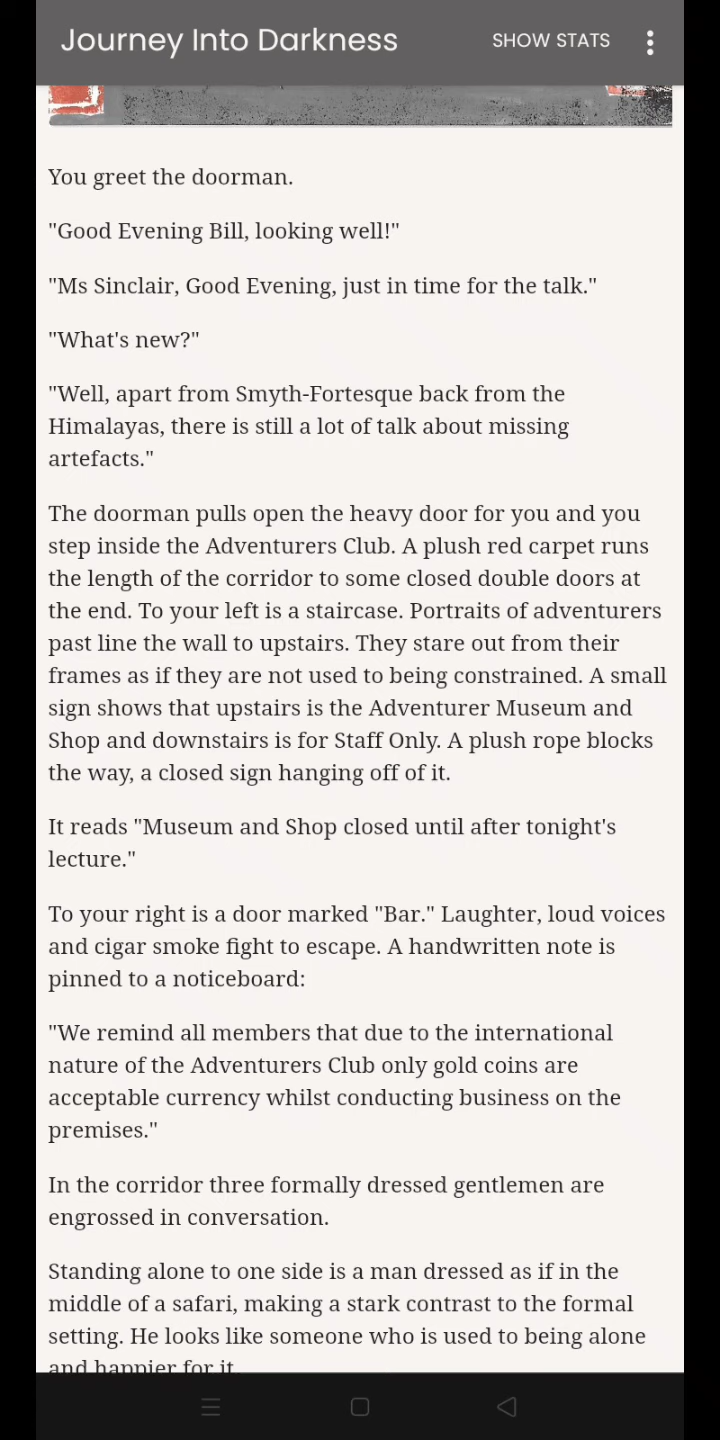 Journey Into Darkness
SHOW STATS
You greet the doorman.
"Good Evening Bill, looking well!"
"Ms Sinclair, Good Evening, just in time for the talk."
"What's new?"
"Well, apart from Smyth-Fortesque back from the
Himalayas, there is still a lot of talk about missing
artefacts."
The doorman pulls open the heavy door for you and you
step inside the Adventurers Club. A plush red carpet runs
the length of the corridor to some closed double doors at
the end. To your left is a staircase. Portraits of adventurers
past line the wall to upstairs. They stare out from their
frames as if they are not used to being constrained. A small
sign shows that upstairs is the Adventurer Museum and
Shop and downstairs is for Staff Only. A plush rope blocks
the way, a closed sign hanging off of it.
It reads "Museum and Shop closed until after tonight's
lecture."
To your right is a door marked "Bar." Laughter, loud voices
and cigar smoke fight to escape. A handwritten note is
pinned to a noticeboard:
"We remind all members that due to the international
nature of the Adventurers Club only gold coins are
acceptable currency whilst conducting business on the
premises."
In the corridor three formally dressed gentlemen are
engrossed in conversation.
Standing alone to one side is a man dressed as if in the
middle of a safari, making a stark contrast to the formal
setting. He looks like someone who is used to being alone
and happier for it.